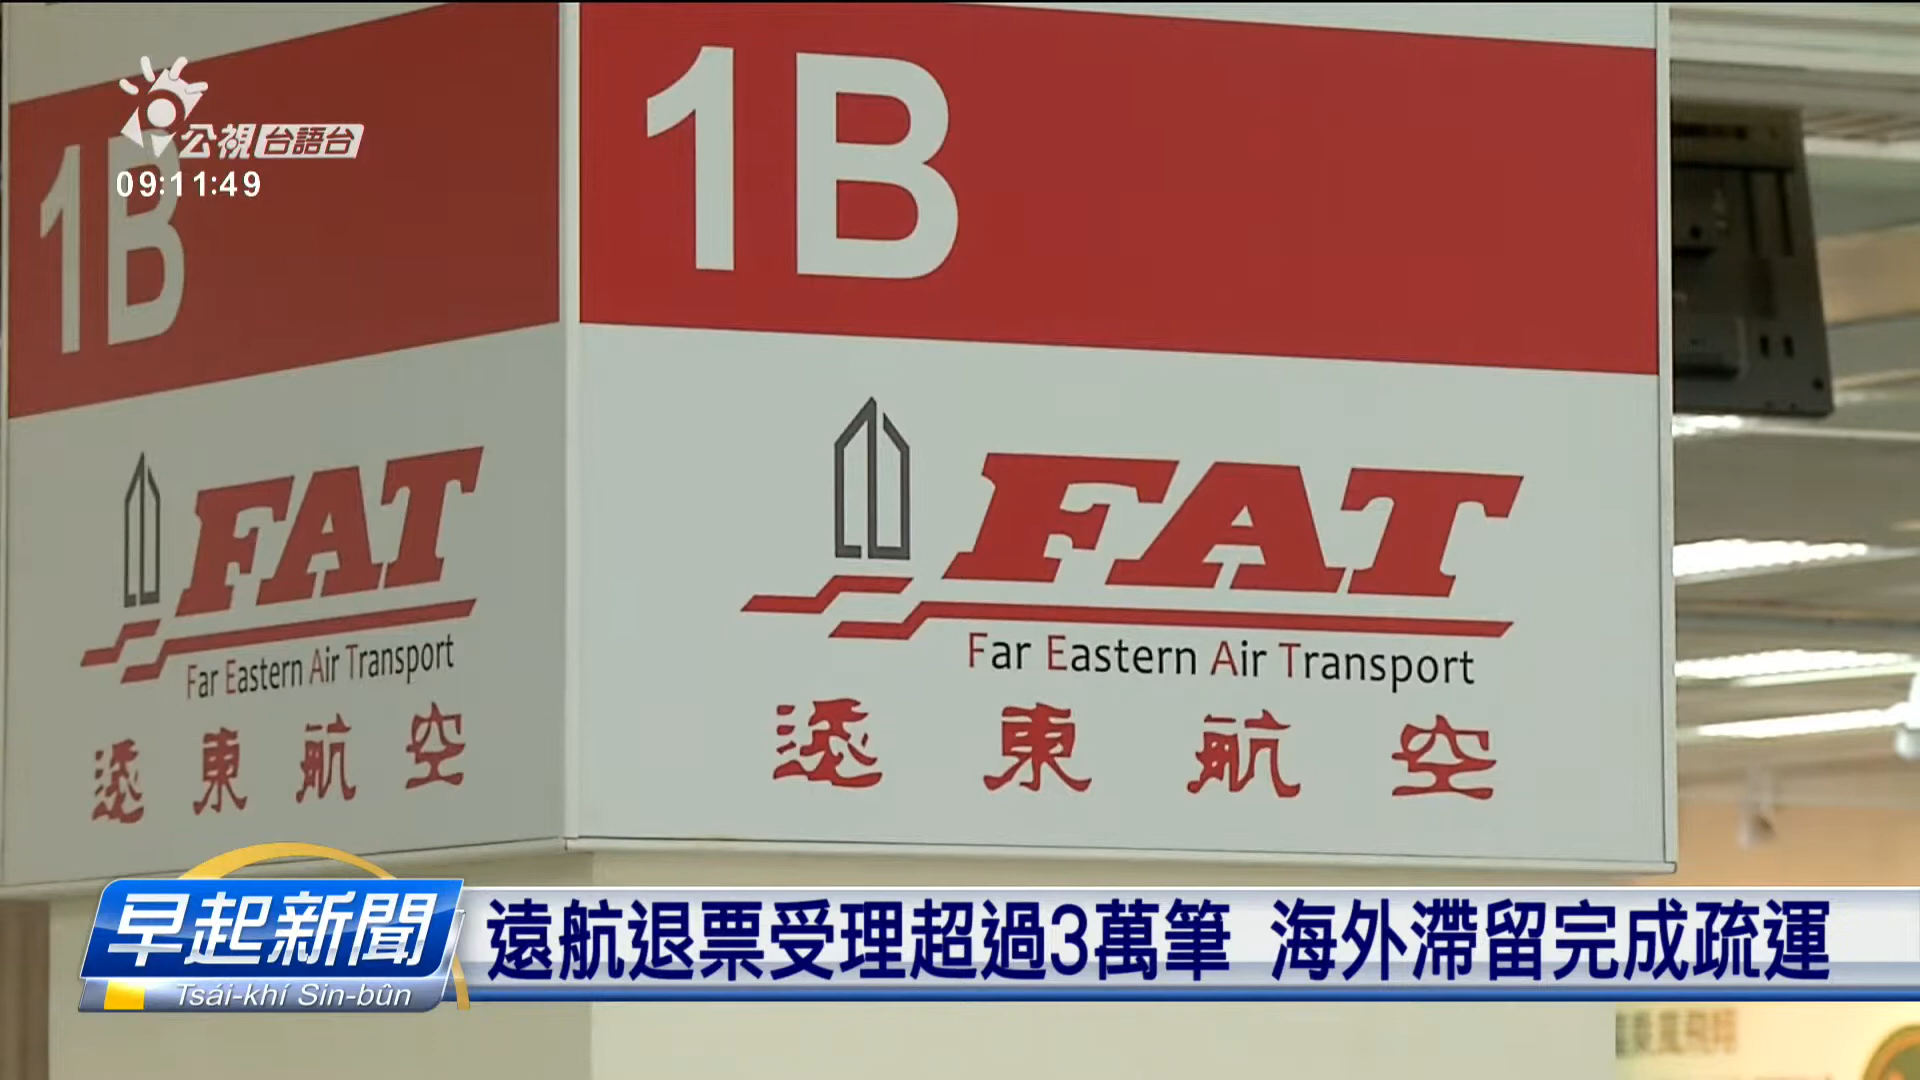 公視 台語台
09:11:49
1B
1B
FAT
Far Eastern Air Transport
遠東航空
FAT
Far Eastern Air Transport
遠東航空
早起新聞
Tsái-khí Sin-bûn
遠航退票受理超過3萬筆 海外滯留完成疏運